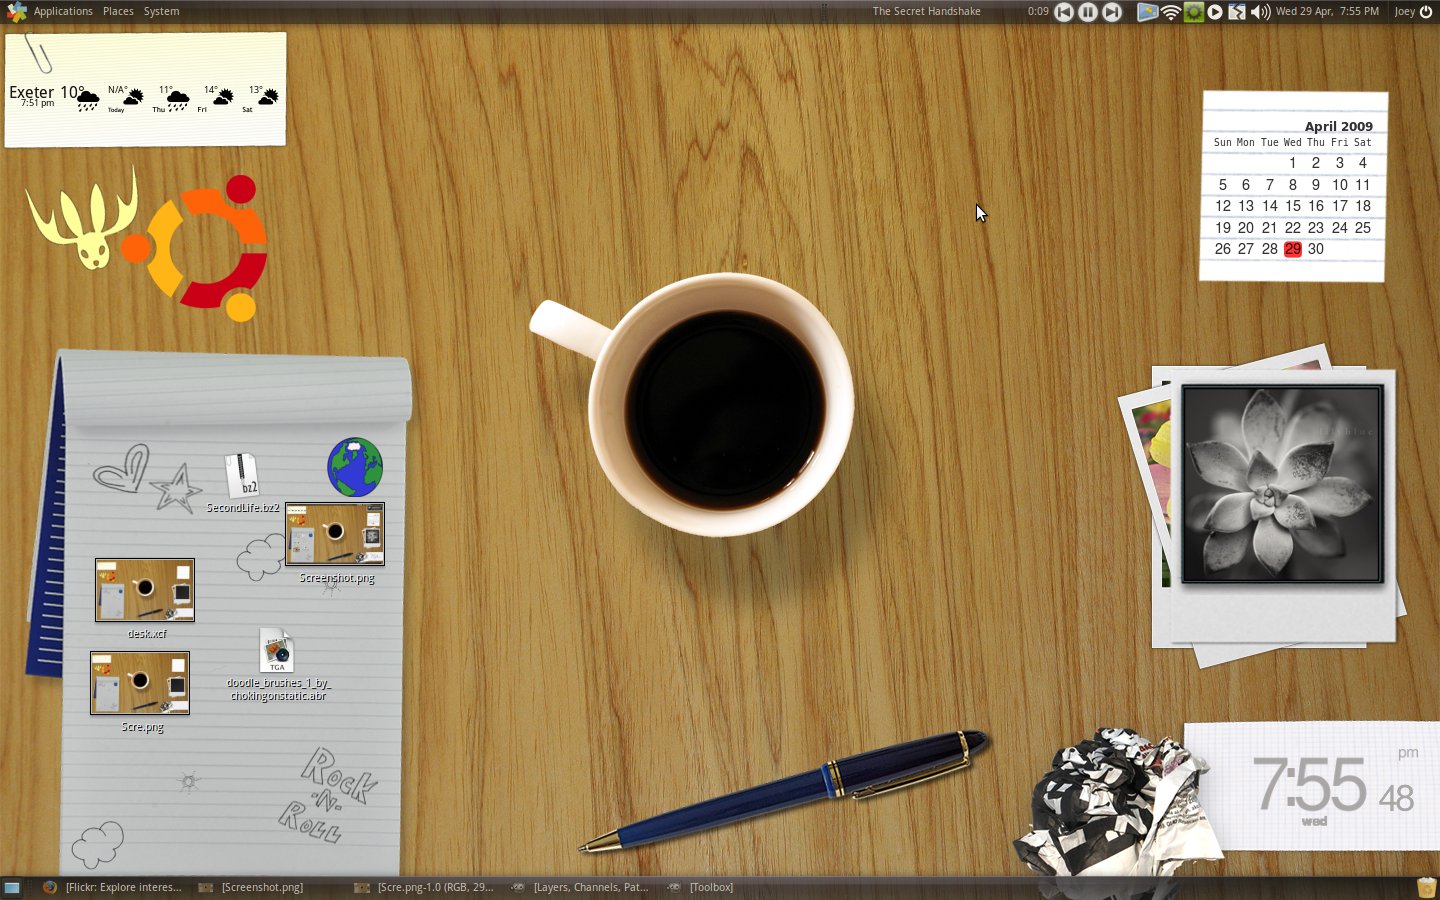 Applications Places System
The Secret Handshake 0:09
Wed 29 Apr, 7:55 PM Joey
Exeter 10°
7:51 pm
N/A° 11° 14° 13°
Today Thu Fri Sat
April 2009
Sun Mon Tue Wed Thu Fri Sat
1 2 3 4
5 6 7 8 9 10 11
12 13 14 15 16 17 18
19 20 21 22 23 24 25
26 27 28 29 30
bz2
SecondLife.bz2
Screenshot.png
desk.xcf
TGA
doodle_brushes_1_by_
chokingonstatic.abr
Scre.png
Rock
-N-
Roll
pm
7:55 48
wed
[Flickr: Explore interes...
[Screenshot.png]
[Scre.png-1.0 (RGB, 29...
[Layers, Channels, Pat...
[Toolbox]